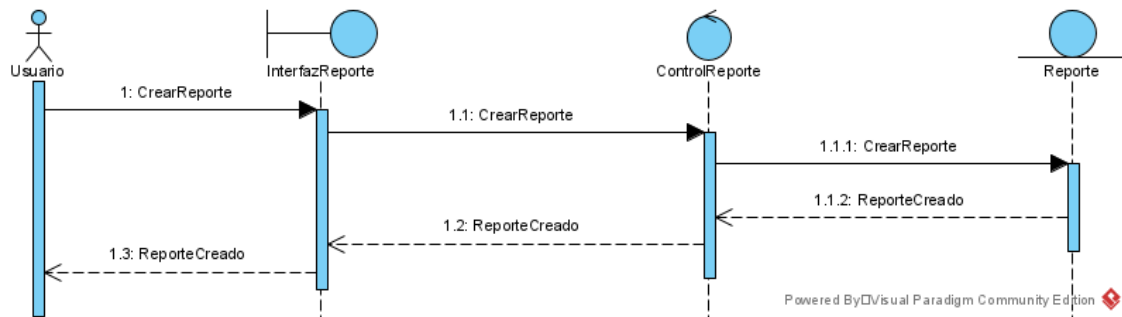 Usuario
InterfazReporte
ControlReporte
Reporte
1: CrearReporte
1.1: CrearReporte
1.1.1: CrearReporte
1.1.2: ReporteCreado
1.2: ReporteCreado
1.3: ReporteCreado
Powered By□Visual Paradigm Community Edition